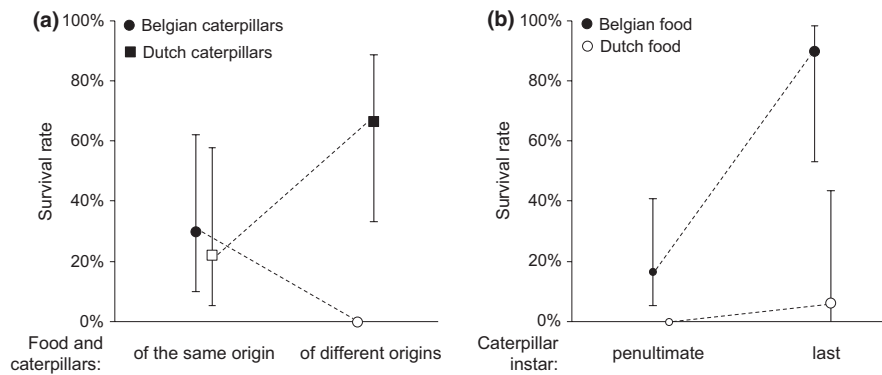 (a)
100%
80%
60%
40%
20%
0%
Survival rate
Belgian caterpillars
Dutch caterpillars
Food and
caterpillars:
of the same origin
of different origins
(b)
100%
80%
60%
40%
20%
0%
Survival rate
Belgian food
Dutch food
Caterpillar
instar:
penultimate
last